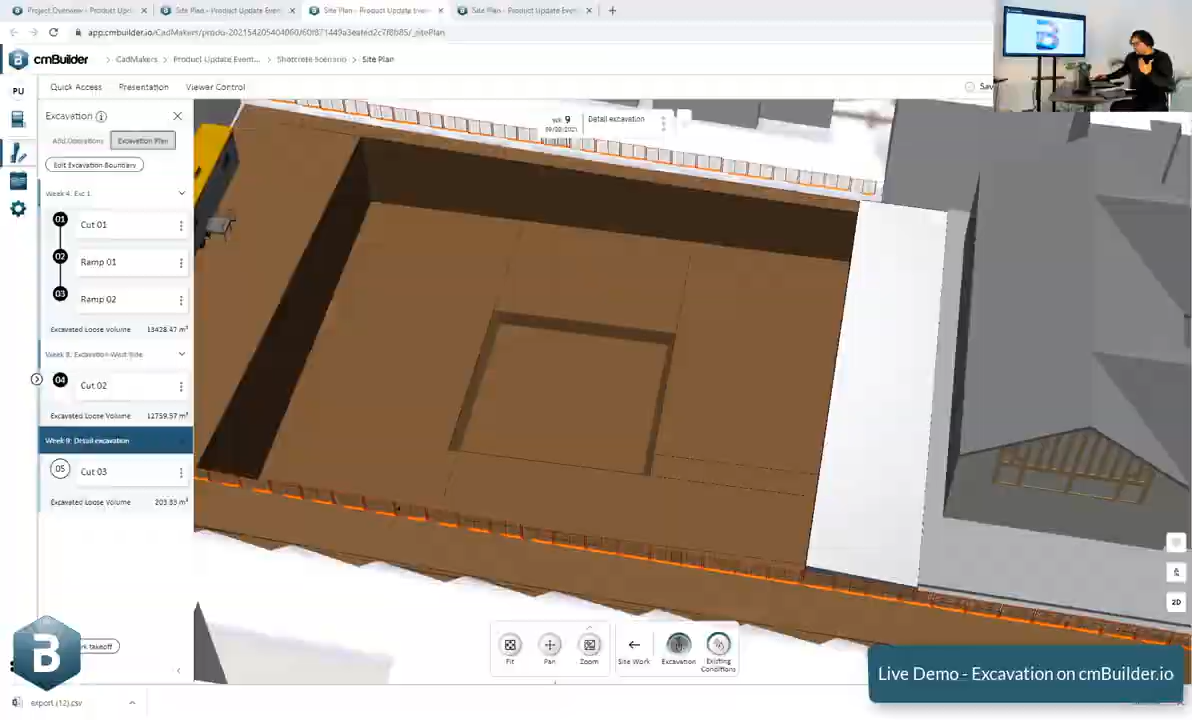 Project Overview - Product Upd
Site Plan - Product Update Even
Site Plan - Product Update Even
Site Plan - Product Update Even
app.cmbuilder.io/CadMakers/produ-20215420540406​0/60f871449a3eafed2c7f8b85/_sitePlan
cmBuilder
CadMakers
Product Update Event...
Shotcrete Scenario
Site Plan
PU
Quick Access
Presentation
Viewer Control
Sav
Excavation
Add Operations
Excavation Plan
Edit Excavation Boundary
Week 4: Exc 1
01
Cut 01
02
Ramp 01
03
Ramp 02
Excavated Loose Volume
13428.47 m³
Week 8: Excavation West Side
04
Cut 02
Excavated Loose Volume
12759.57 m³
Week 9: Detail excavation
05
Cut 03
Excavated Loose Volume
203.83 m³
WK 9
Detail excavation
B
rk takeoff
Fit
Pan
Zoom
Site Work
Excavation
Existing
Conditions
2D
Live Demo - Excavation on cmBuilder.io
export (12).csv